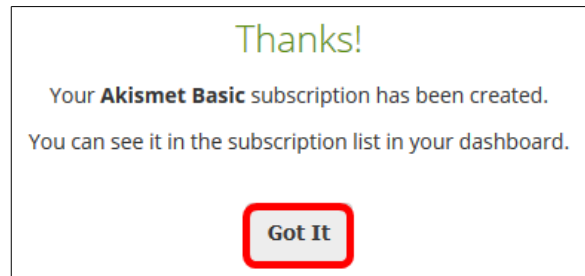 Thanks!
Your Akismet Basic subscription has been created.
You can see it in the subscription list in your dashboard.
Got It